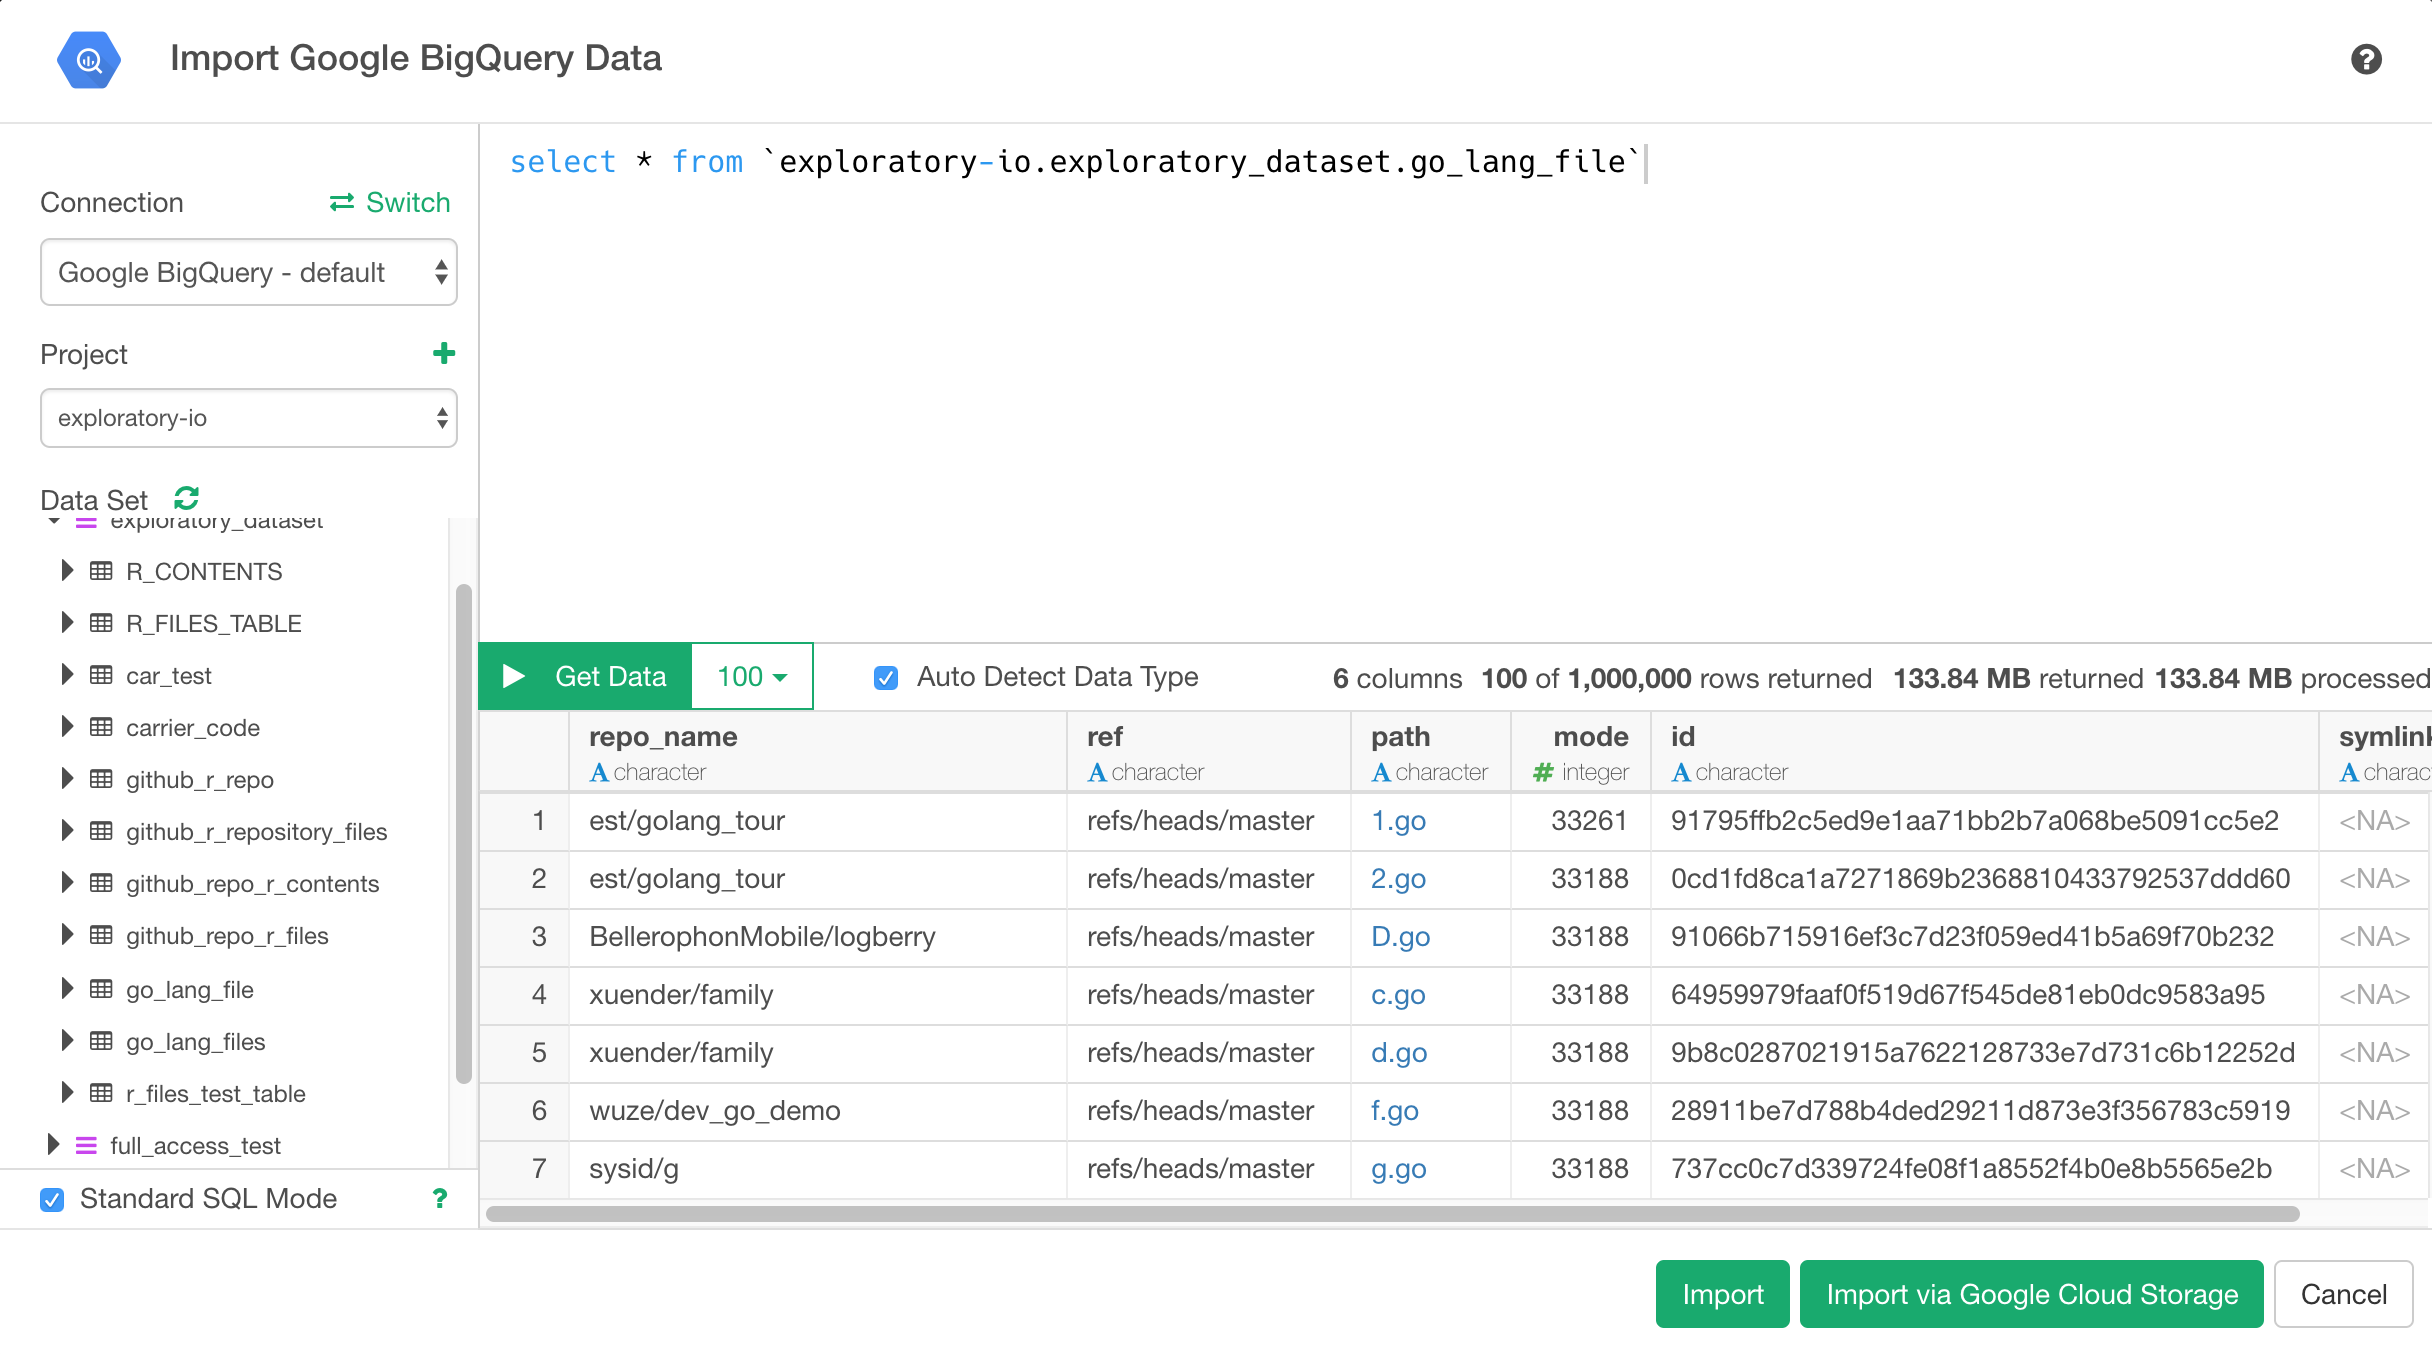 Import Google BigQuery Data
?
Connection
Switch
Google BigQuery - default
Project
exploratory-io
Data Set
exploratory_dataset
R_CONTENTS
R_FILES_TABLE
car_test
carrier_code
github_r_repo
github_r_repository_files
github_repo_r_contents
github_repo_r_files
go_lang_file
go_lang_files
r_files_test_table
full_access_test
Standard SQL Mode ?
select * from `exploratory-io.exploratory_dataset.go_lang_file`
Get Data 100 Auto Detect Data Type 6 columns 100 of 1,000,000 rows returned 133.84 MB returned 133.84 MB processed
repo_name ref path mode id symlink
A character A character A character # integer A character A charac
1 est/golang_tour refs/heads/master 1.go 33261 91795ffb2c5ed9e1aa71bb2b7a068be5091cc5e2 <NA>
2 est/golang_tour refs/heads/master 2.go 33188 0cd1fd8ca1a7271869b23688104333792537ddd60 <NA>
3 BellerophonMobile/logberry refs/heads/master D.go 33188 91066b715916ef3c7d23f059ed41b5a69f70b232 <NA>
4 xuender/family refs/heads/master c.go 33188 64959979faaf0f519d67f545de81eb0dc9583a95 <NA>
5 xuender/family refs/heads/master d.go 33188 9b8c0287021915a7622128733e7d731c6b12252d <NA>
6 wuze/dev_go_demo refs/heads/master f.go 33188 28911be7d788b4ded29211d873e3f356783c5919 <NA>
7 sysid/g refs/heads/master g.go 33188 737cc0c7d339724fe08f1a8552f4b0e8b5565e2b <NA>
Import Import via Google Cloud Storage Cancel